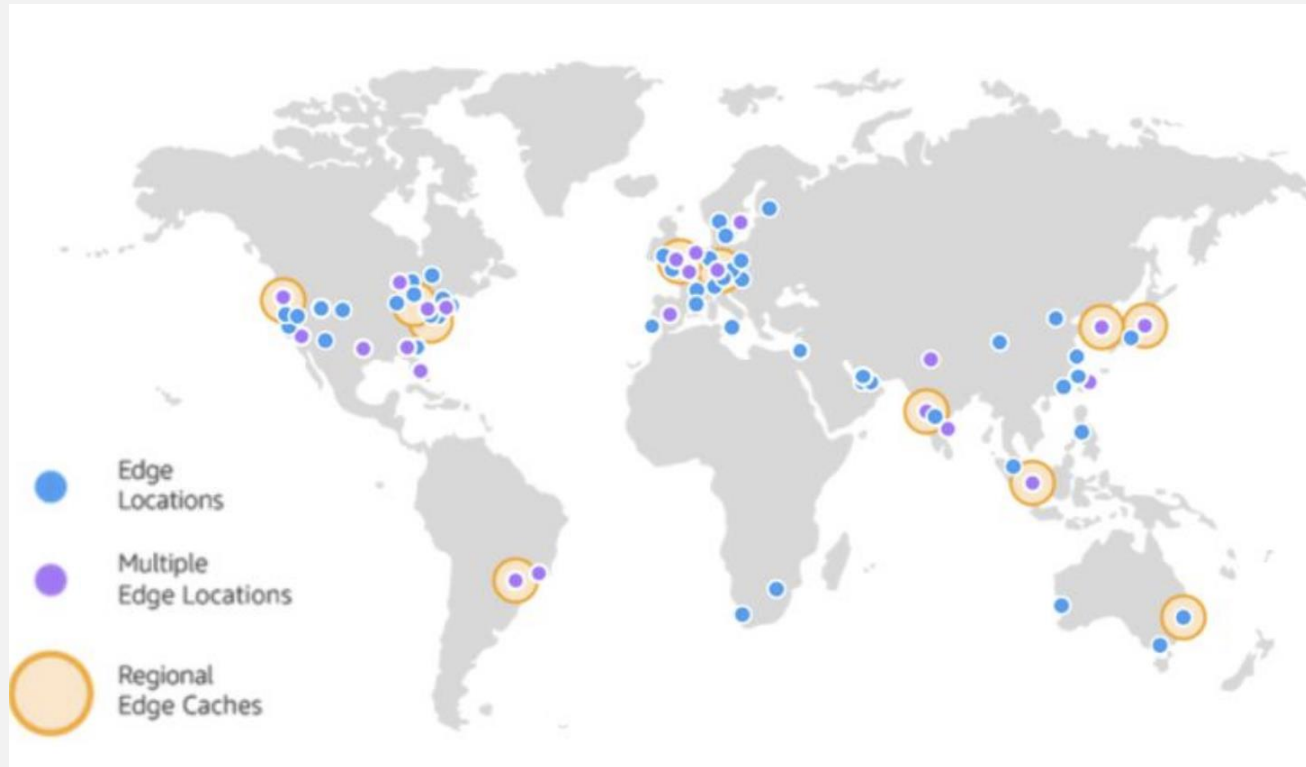 Edge
Locations
Multiple
Edge Locations
Regional
Edge Caches